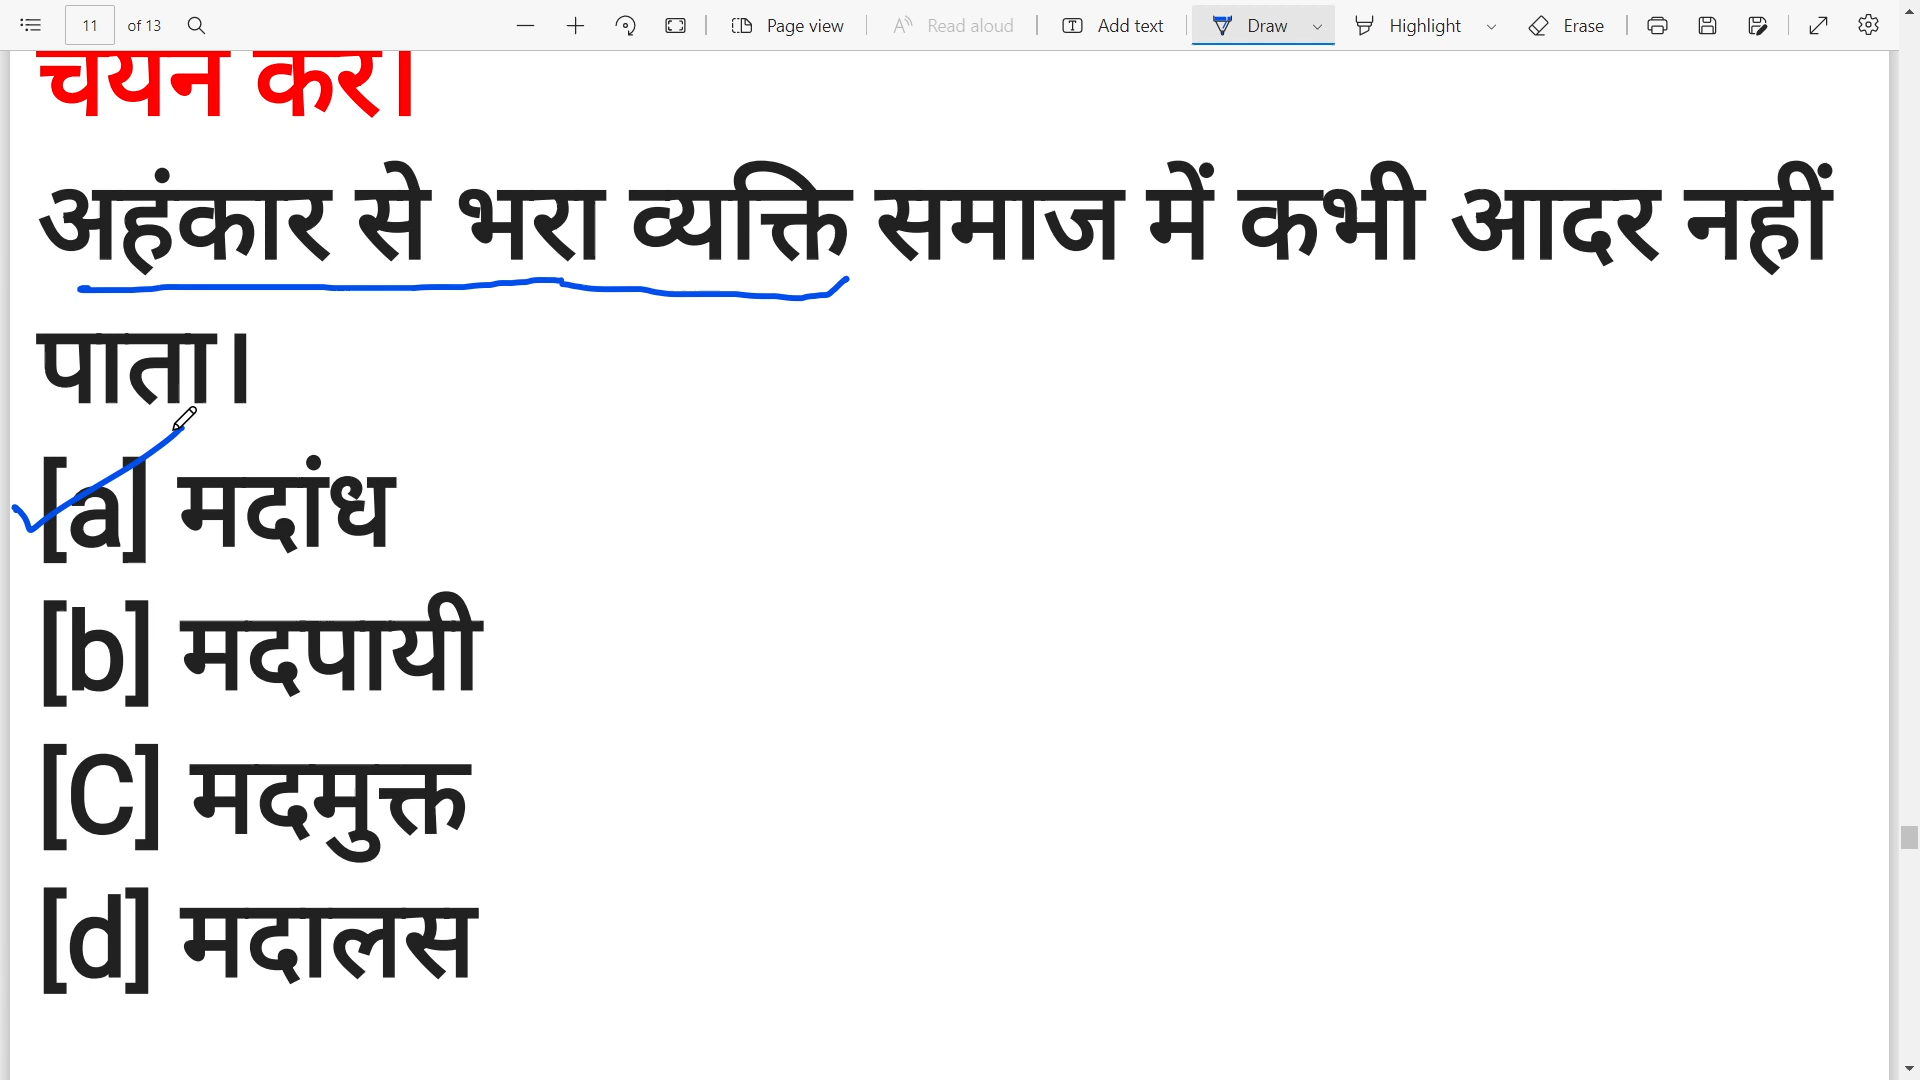 11 of 13 Page view Read aloud Add text Draw Highlight Erase
चयन करें।
अहंकार से भरा व्यक्ति समाज में कभी आदर नहीं
पाता।
[a] मदांध
[b] मदपायी
[C] मदमुक्त
[d] मदालस